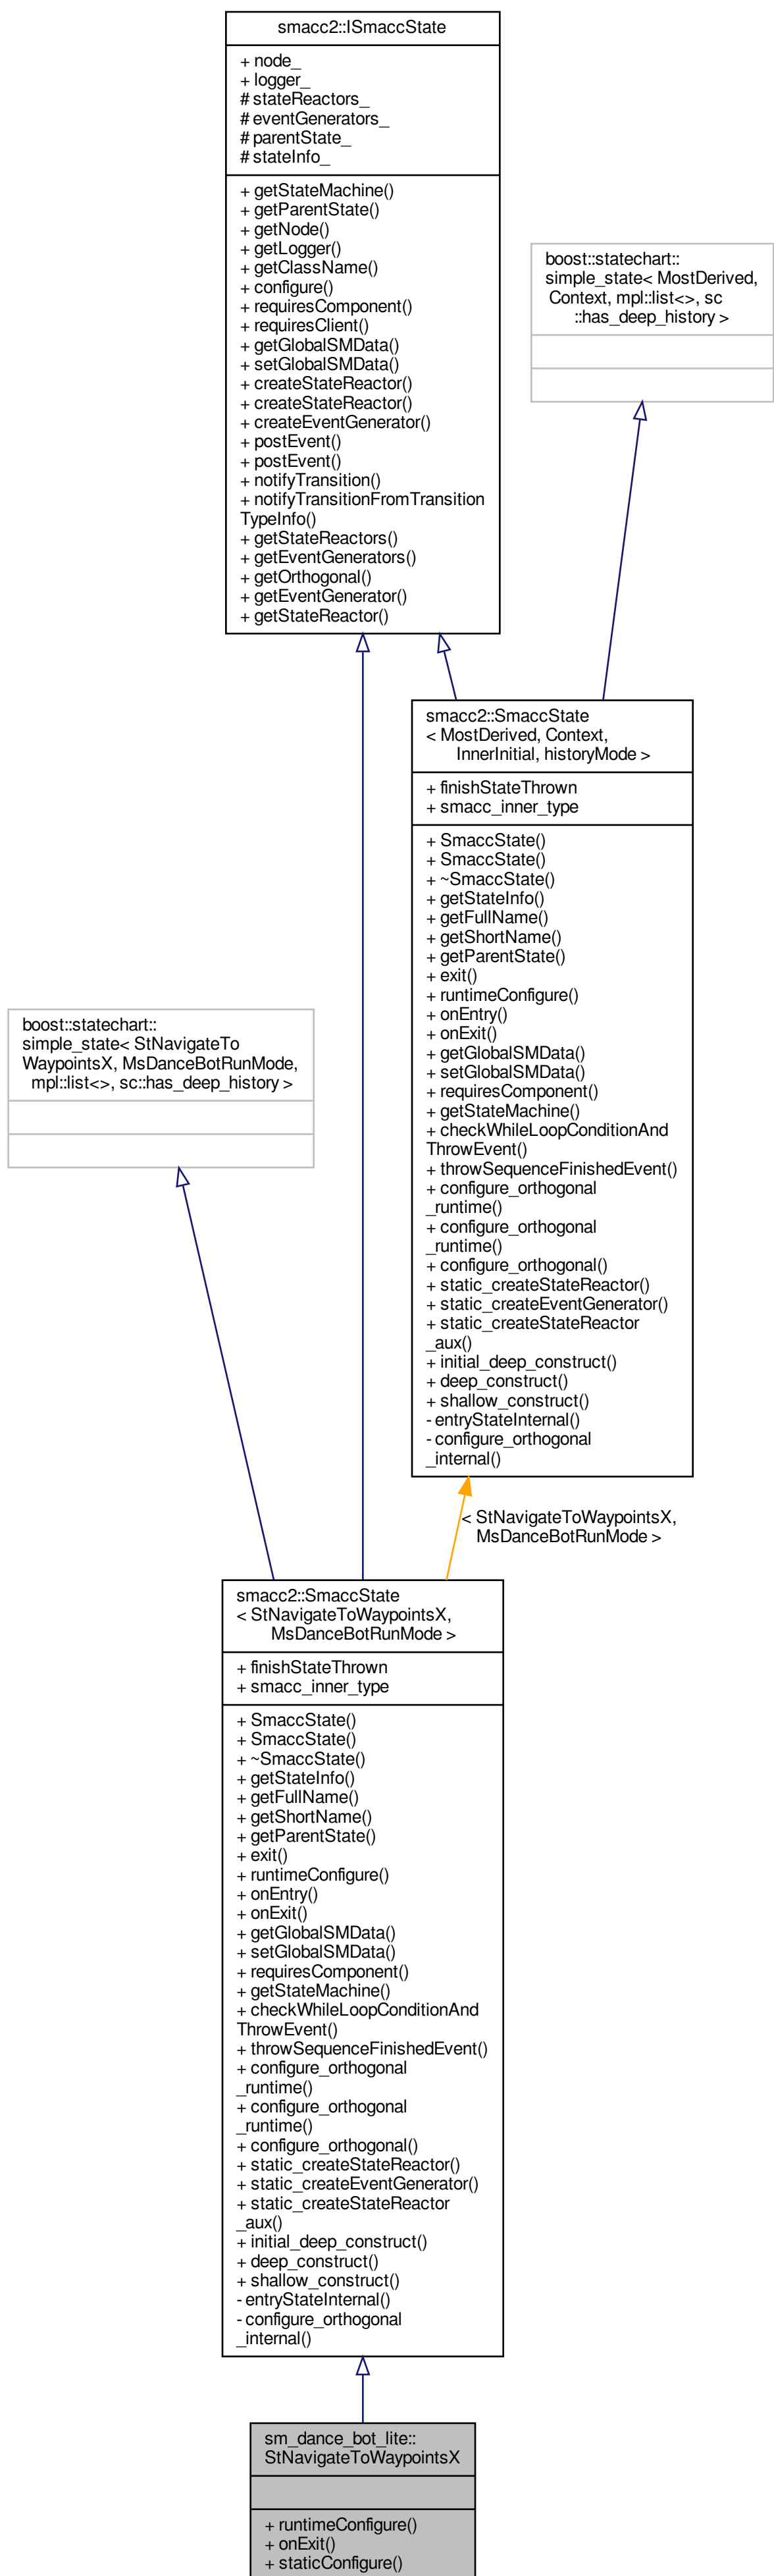 smacc2::ISmaccState
+ node_
+ logger_
# stateReactors_
# eventGenerators_
# parentState_
# stateInfo_
+ getStateMachine()
+ getParentState()
+ getNode()
+ getLogger()
+ getClassName()
+ configure()
+ requiresComponent()
+ requiresClient()
+ getGlobalSMData()
+ setGlobalSMData()
+ createStateReactor()
+ createStateReactor()
+ createEventGenerator()
+ postEvent()
+ postEvent()
+ notifyTransition()
+ notifyTransitionFromTransition
TypeInfo()
+ getStateReactors()
+ getEventGenerators()
+ getOrthogonal()
+ getEventGenerator()
+ getStateReactor()
boost::statechart::
simple_state< MostDerived,
Context, mpl::list<>, sc
::has_deep_history >
smacc2::SmaccState
< MostDerived, Context,
InnerInitial, historyMode >
+ finishStateThrown
+ smacc_inner_type
+ SmaccState()
+ SmaccState()
+ ~SmaccState()
+ getStateInfo()
+ getFullName()
+ getShortName()
+ getParentState()
+ exit()
+ runtimeConfigure()
+ onEntry()
+ onExit()
+ getGlobalSMData()
+ setGlobalSMData()
+ requiresComponent()
+ getStateMachine()
+ checkWhileLoopConditionAnd
ThrowEvent()
+ throwSequenceFinishedEvent()
+ configure_orthogonal
_runtime()
+ configure_orthogonal
_runtime()
+ configure_orthogonal()
+ static_createStateReactor()
+ static_createEventGenerator()
+ static_createStateReactor
_aux()
+ initial_deep_construct()
+ deep_construct()
+ shallow_construct()
- entryStateInternal()
- configure_orthogonal
_internal()
boost::statechart::
simple_state< StNavigateTo
WaypointsX, MsDanceBotRunMode,
mpl::list<>, sc::has_deep_history >
< StNavigateToWaypointsX,
MsDanceBotRunMode >
smacc2::SmaccState
< StNavigateToWaypointsX,
MsDanceBotRunMode >
+ finishStateThrown
+ smacc_inner_type
+ SmaccState()
+ SmaccState()
+ ~SmaccState()
+ getStateInfo()
+ getFullName()
+ getShortName()
+ getParentState()
+ exit()
+ runtimeConfigure()
+ onEntry()
+ onExit()
+ getGlobalSMData()
+ setGlobalSMData()
+ requiresComponent()
+ getStateMachine()
+ checkWhileLoopConditionAnd
ThrowEvent()
+ throwSequenceFinishedEvent()
+ configure_orthogonal
_runtime()
+ configure_orthogonal
_runtime()
+ configure_orthogonal()
+ static_createStateReactor()
+ static_createEventGenerator()
+ static_createStateReactor
_aux()
+ initial_deep_construct()
+ deep_construct()
+ shallow_construct()
- entryStateInternal()
- configure_orthogonal
_internal()
sm_dance_bot_lite::
StNavigateToWaypointsX
+ runtimeConfigure()
+ onExit()
+ staticConfigure()